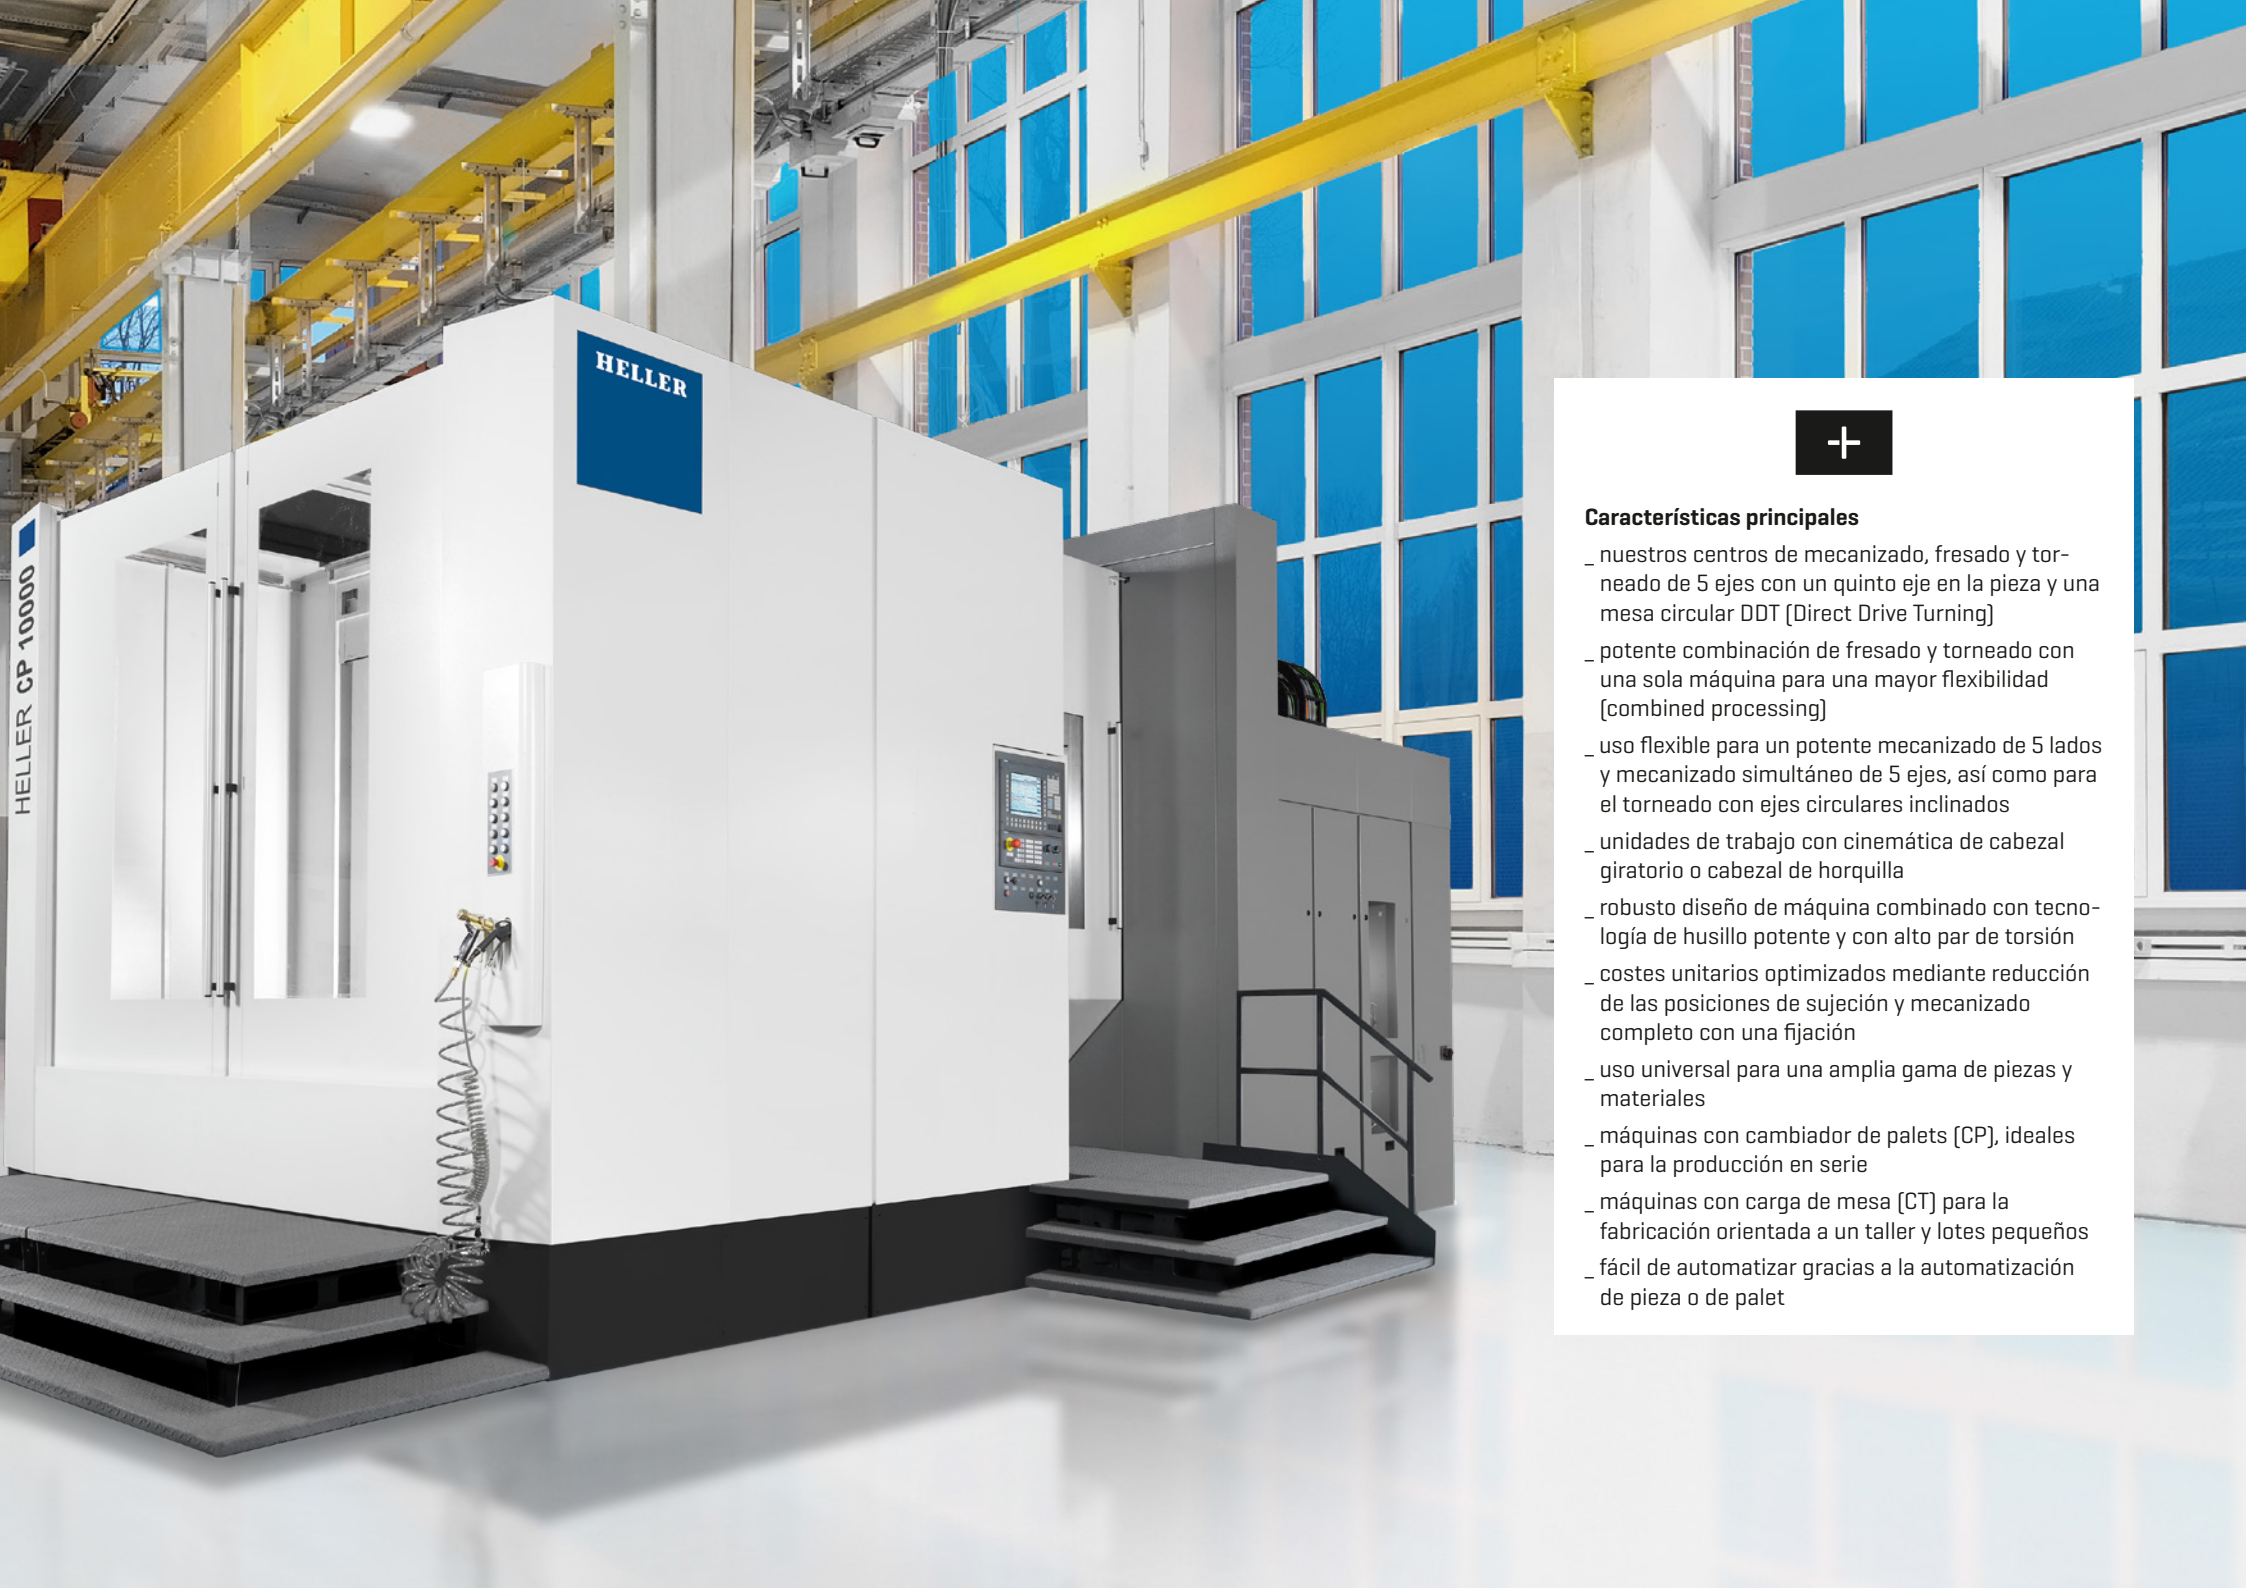 HELLER
HELLER CP 10000
+
Características principales
_ nuestros centros de mecanizado, fresado y tor-
neado de 5 ejes con un quinto eje en la pieza y una
mesa circular DDT (Direct Drive Turning)
_ potente combinación de fresado y torneado con
una sola máquina para una mayor flexibilidad
(combined processing)
_ uso flexible para un potente mecanizado de 5 lados
y mecanizado simultáneo de 5 ejes, así como para
el torneado con ejes circulares inclinados
_ unidades de trabajo con cinemática de cabezal
giratorio o cabezal de horquilla
_ robusto diseño de máquina combinado con tecno-
logía de husillo potente y con alto par de torsión
_ costes unitarios optimizados mediante reducción
de las posiciones de sujeción y mecanizado
completo con una fijación
_ uso universal para una amplia gama de piezas y
materiales
_ máquinas con cambiador de palets (CP), ideales
para la producción en serie
_ máquinas con carga de mesa (CT) para la
fabricación orientada a un taller y lotes pequeños
_ fácil de automatizar gracias a la automatización
de pieza o de palet